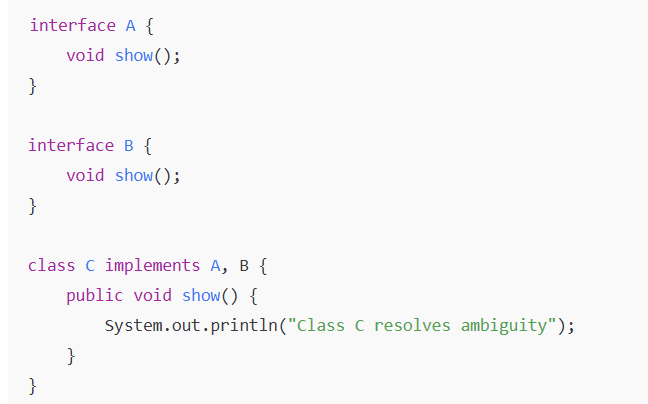 interface A {
    void show();
}

interface B {
    void show();
}

class C implements A, B {
    public void show() {
        System.out.println("Class C resolves ambiguity");
    }
}